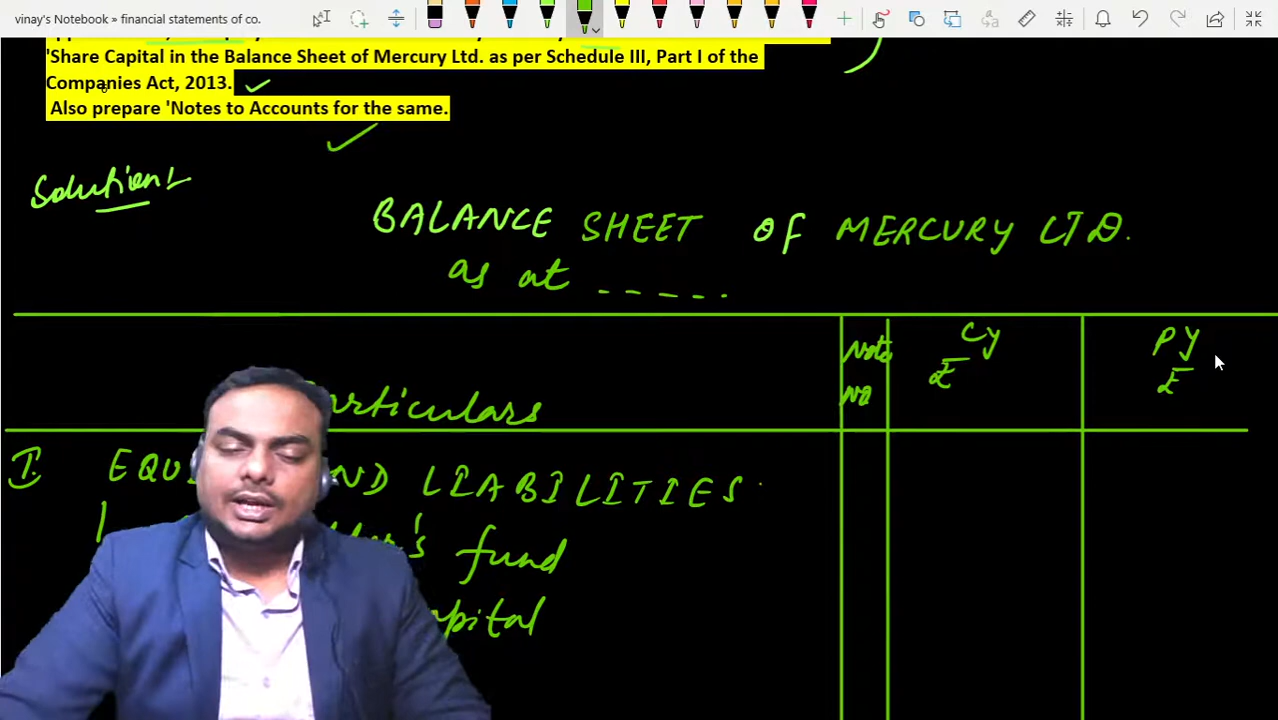 vinay's Notebook » financial statements of co.
'Share Capital in the Balance Sheet of Mercury Ltd. as per Schedule III, Part I of the
Companies Act, 2013.
Also prepare 'Notes to Accounts for the same.
Solution:
BALANCE SHEET OF MERCURY LTD.
as at -----
Particulars
Note
No
CY
₹
PY
₹
I. EQU ND LIABILITIES
1
's fund
pital